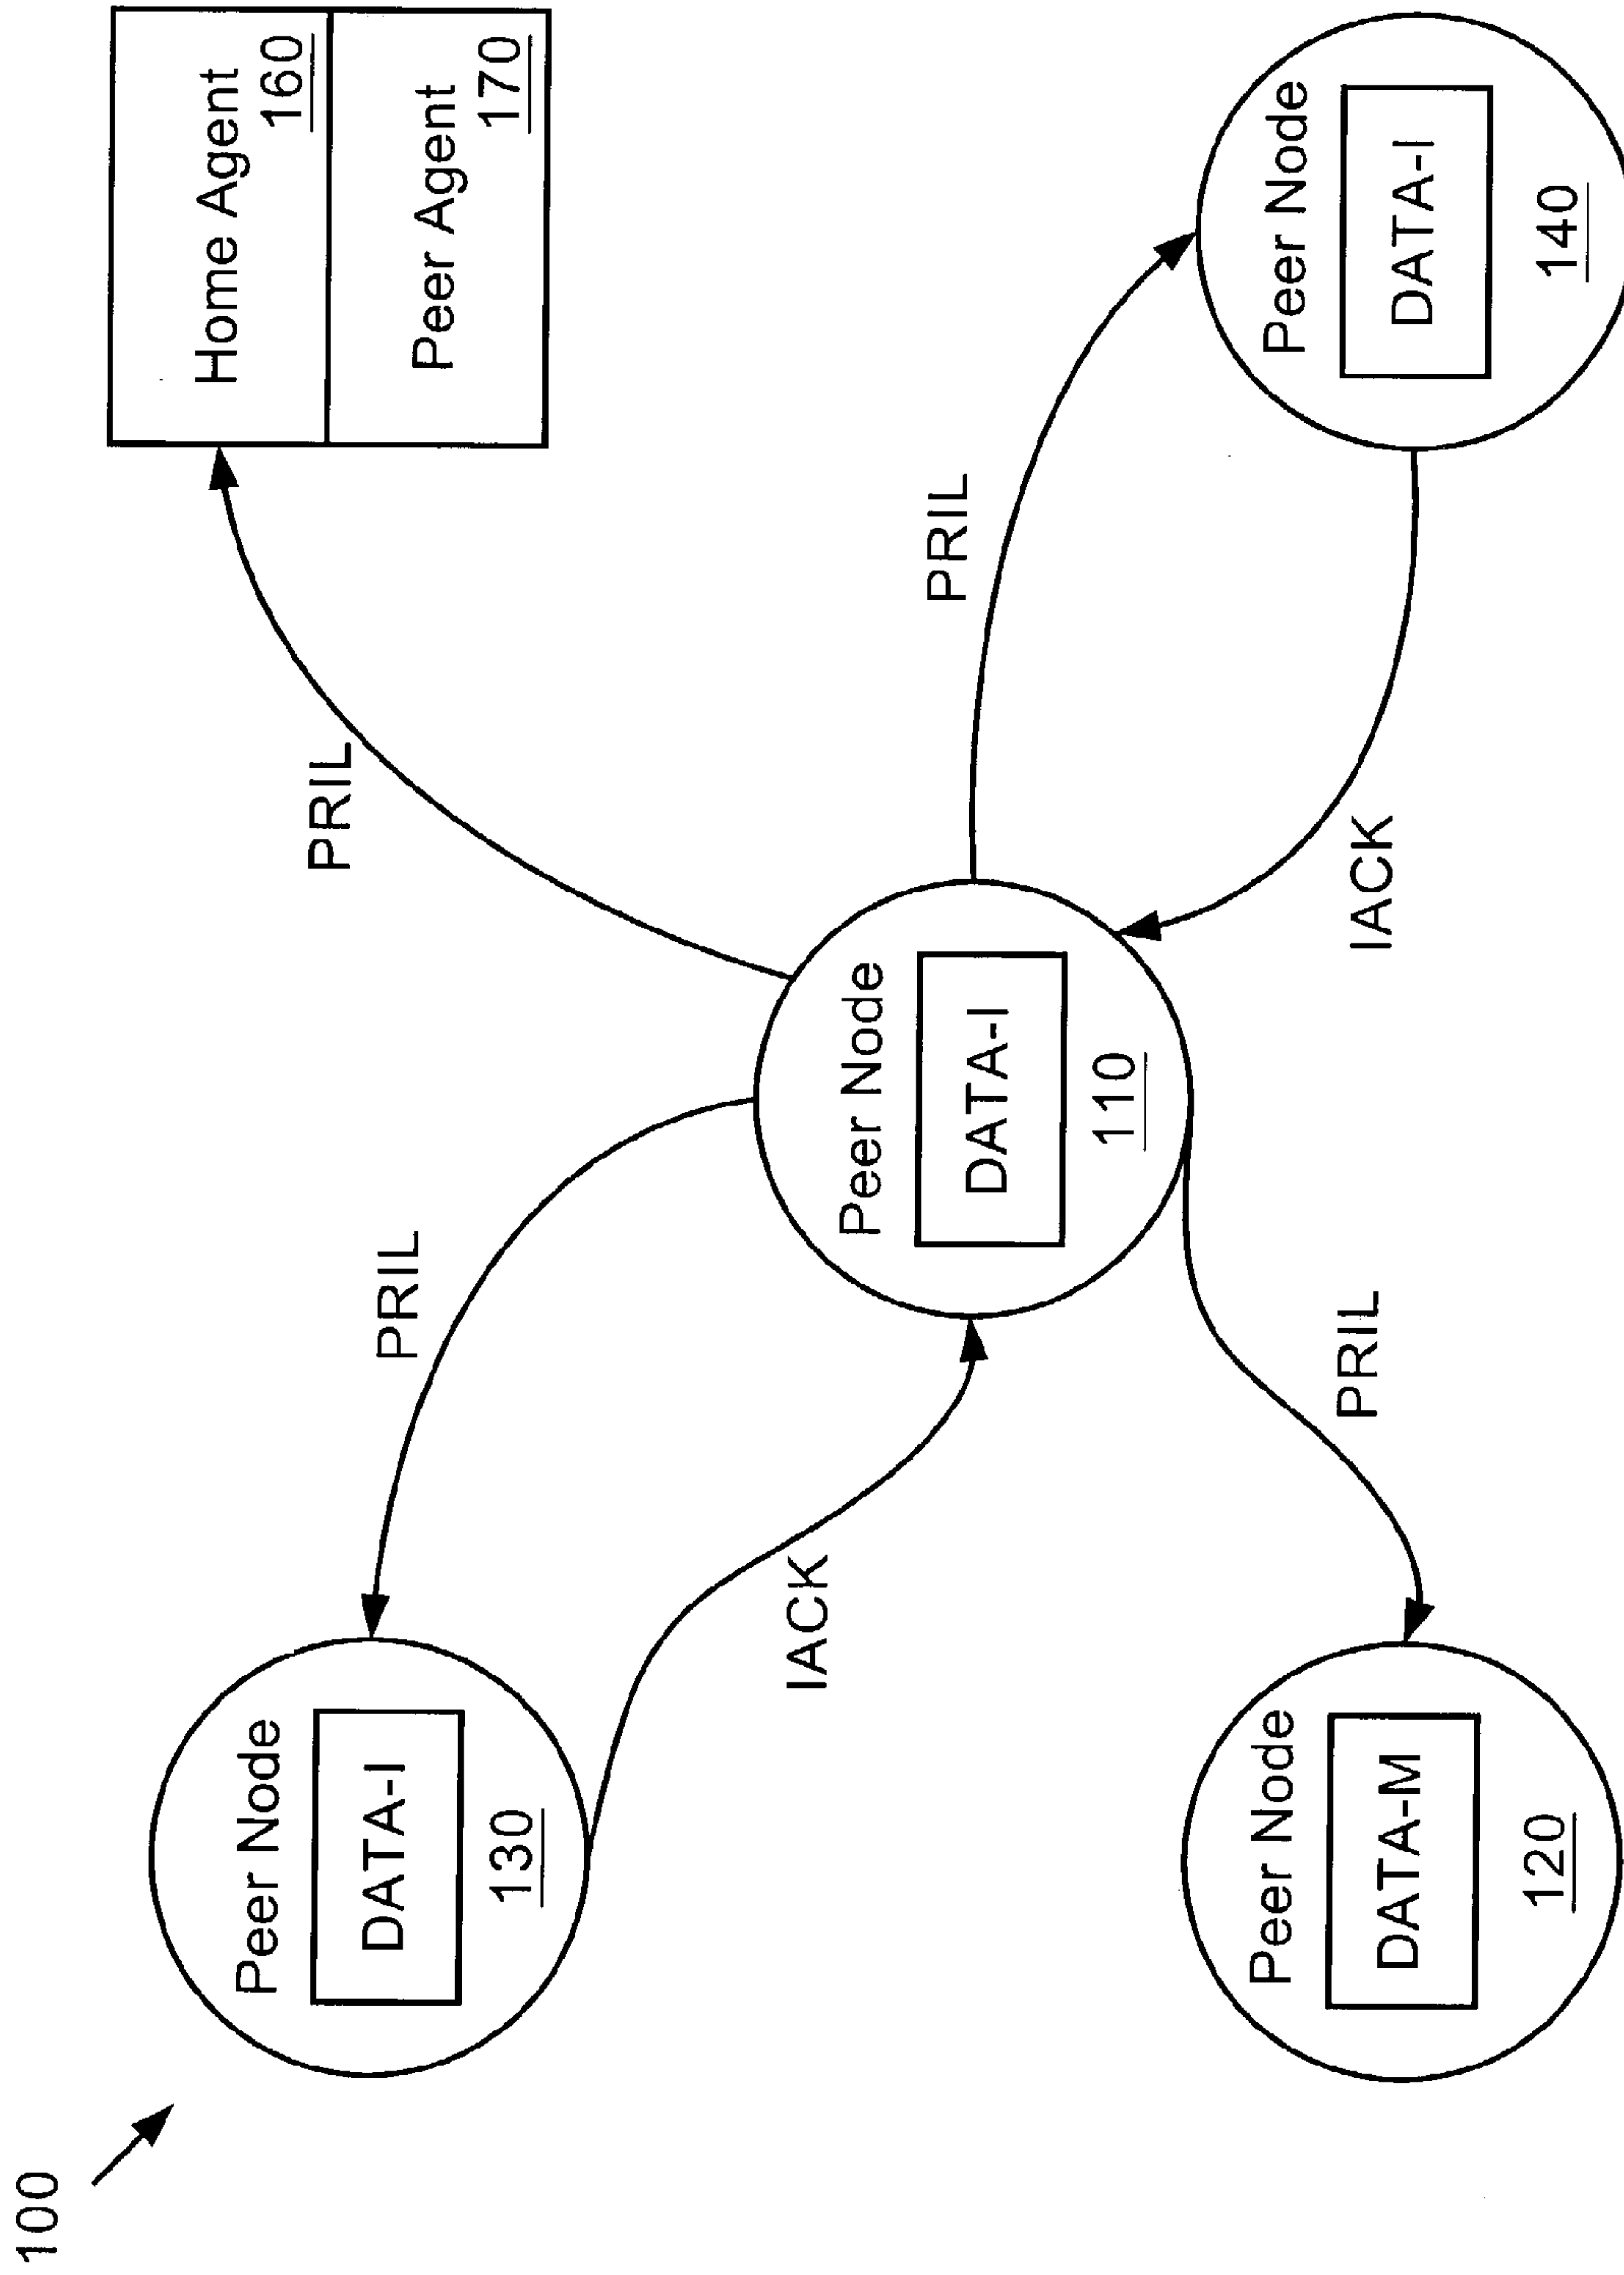 100
Peer Node
DATA-I
130
PRIL
IACK
PRIL
Home Agent
160
Peer Agent
170
Peer Node
DATA-I
110
Peer Node
DATA-M
120
PRIL
PRIL
IACK
Peer Node
DATA-I
140